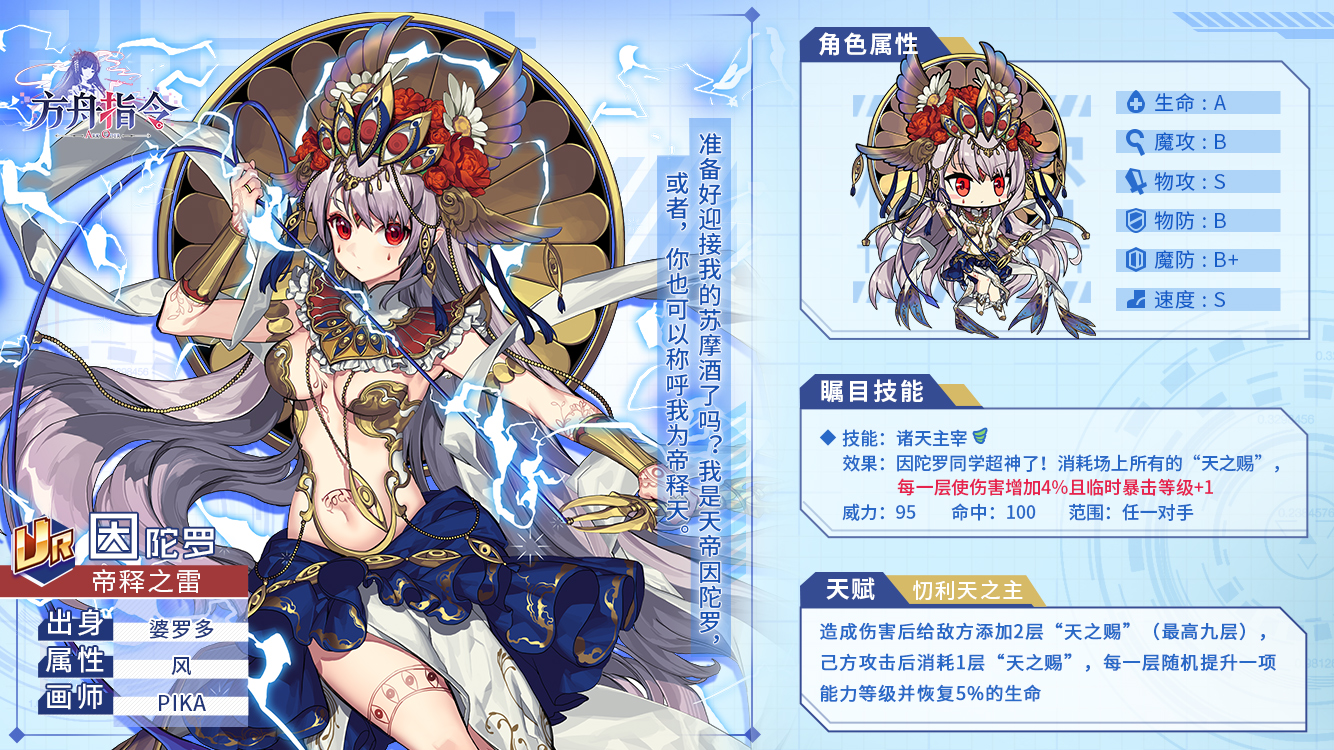 方舟指令
ARK ORDER
准备好迎接我的苏摩酒了吗？我是天帝因陀罗，
或者，你也可以称呼我为帝释天。
UR
因陀罗
帝释之雷
出身 婆罗多
属性 风
画师 PIKA
角色属性
生命：A
魔攻：B
物攻：S
物防：B
魔防：B+
速度：S
瞩目技能
技能：诸天主宰
效果：因陀罗同学超神了！消耗场上所有的“天之赐”，
每一层使伤害增加4%且临时暴击等级+1
威力：95 命中：100 范围：任一对手
天赋 忉利天之主
造成伤害后给敌方添加2层“天之赐”（最高九层），
己方攻击后消耗1层“天之赐”，每一层随机提升一项
能力等级并恢复5%的生命